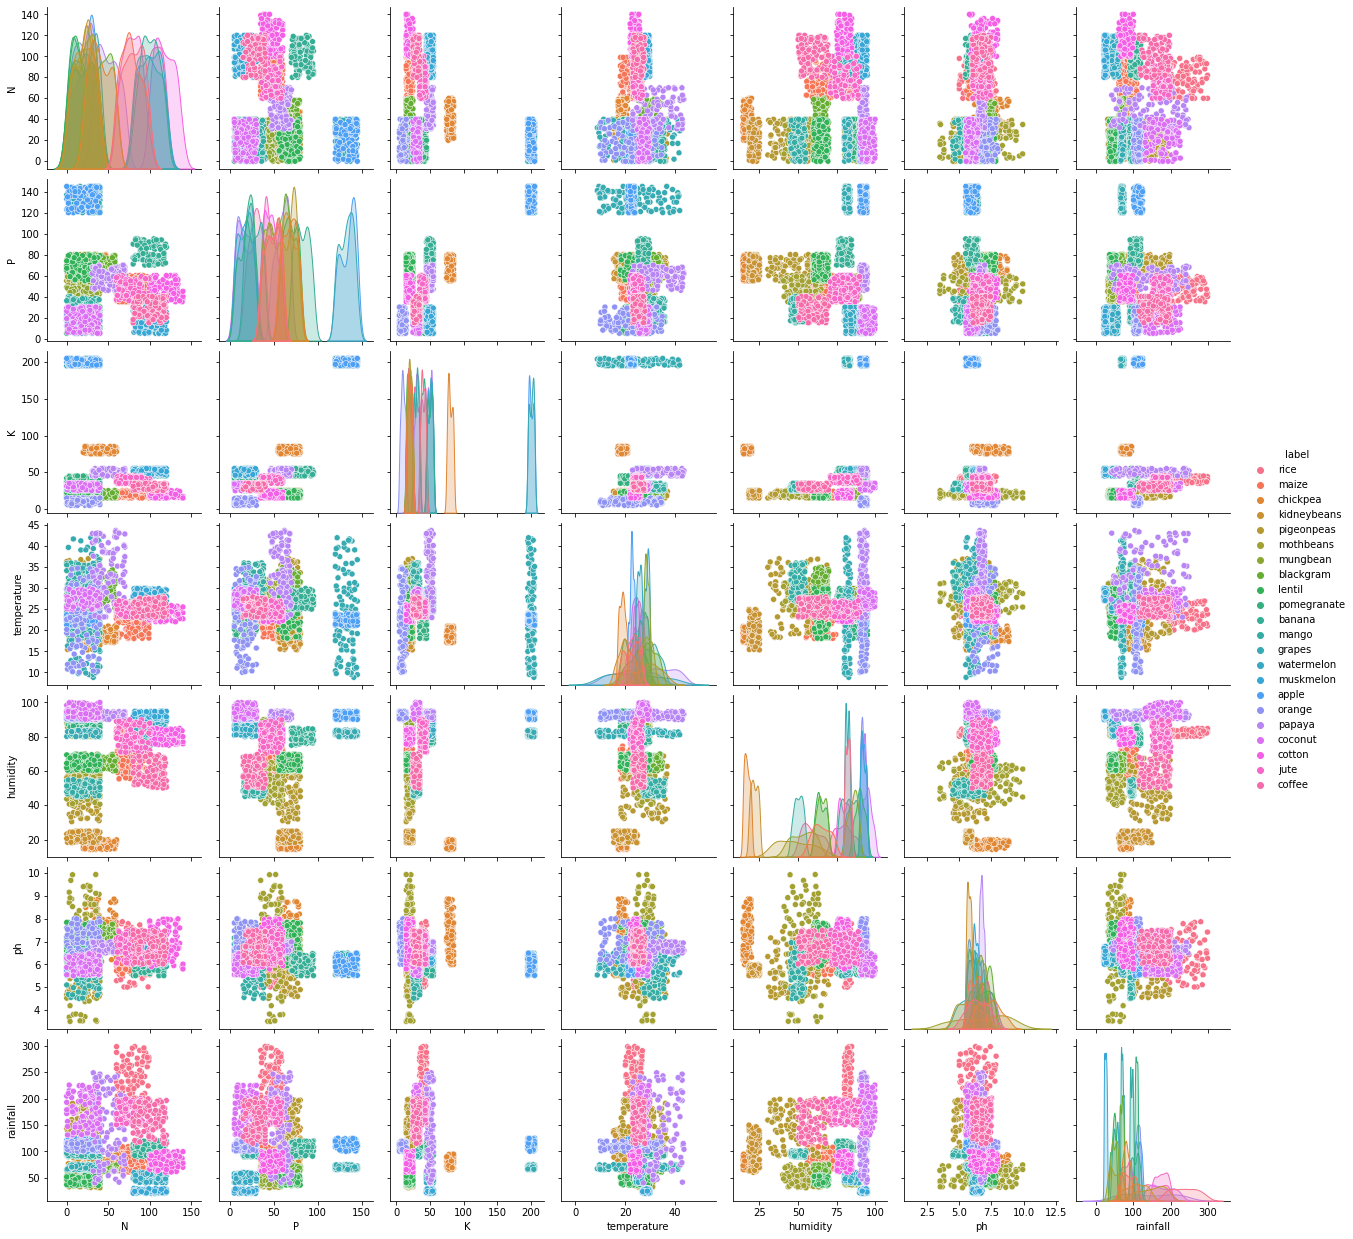 N
140
120
100
80
60
40
20
0
P
140
120
100
80
60
40
20
0
K
200
150
100
50
0
temperature
45
40
35
30
25
20
15
10
humidity
100
80
60
40
20
ph
10
9
8
7
6
5
4
rainfall
300
250
200
150
100
50
0 50 100 150
N
0 50 100 150
P
0 50 100 150 200
K
20 40
temperature
25 50 75 100
humidity
2.5 5.0 7.5 10.0 12.5
ph
0 100 200 300
rainfall
label
rice
maize
chickpea
kidneybeans
pigeonpeas
mothbeans
mungbean
blackgram
lentil
pomegranate
banana
mango
grapes
watermelon
muskmelon
apple
orange
papaya
coconut
cotton
jute
coffee